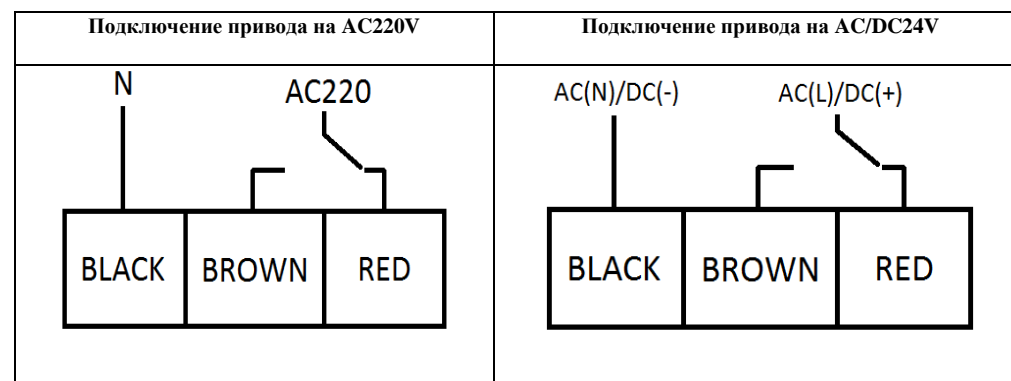 Подключение привода на AC220V
Подключение привода на AC/DC24V
N
AC220
BLACK
BROWN
RED
AC(N)/DC(-)
AC(L)/DC(+)
BLACK
BROWN
RED